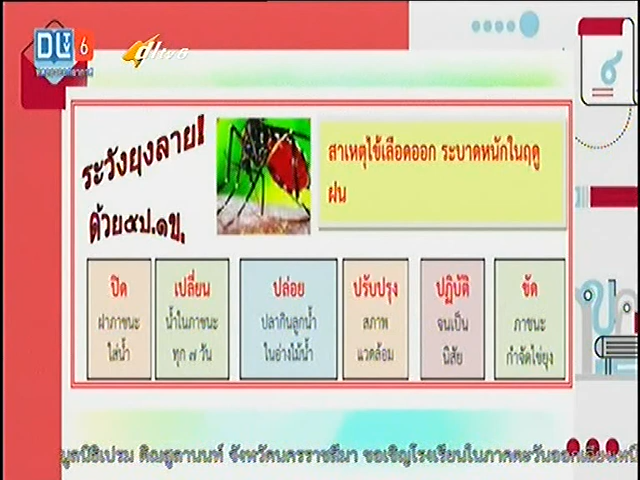 DLTV 6
dltv 6
๔
ระวังยุงลาย!
ด้วย๕ป.๑ข.
สาเหตุไข้เลือดออก ระบาดหนักในฤดู
ฝน
ปิด
ฝาภาชนะ
ใส่น้ำ
เปลี่ยน
น้ำในภาชนะ
ทุก ๗ วัน
ปล่อย
ปลากินลูกน้ำ
ในอ่างไม้น้ำ
ปรับปรุง
สภาพ
แวดล้อม
ปฏิบัติ
จนเป็น
นิสัย
ขัด
ภาชนะ
กำจัดไข่ยุง
มูลนิธิเปรม ติณสูลานนท์ จังหวัดนครราชสีมา ขอเชิญโรงเรียนในภาคตะวันออกเฉียงเหนื